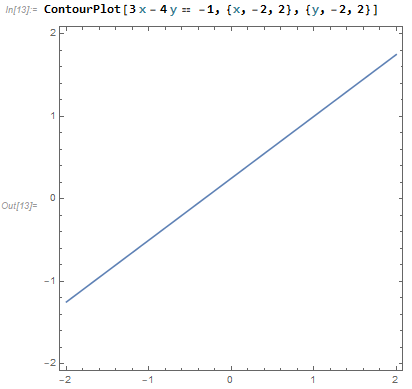 In[13]:= ContourPlot[3 x - 4 y == -1, {x, -2, 2}, {y, -2, 2}]
2
1
Out[13]= 0
-1
-2
-2 -1 0 1 2